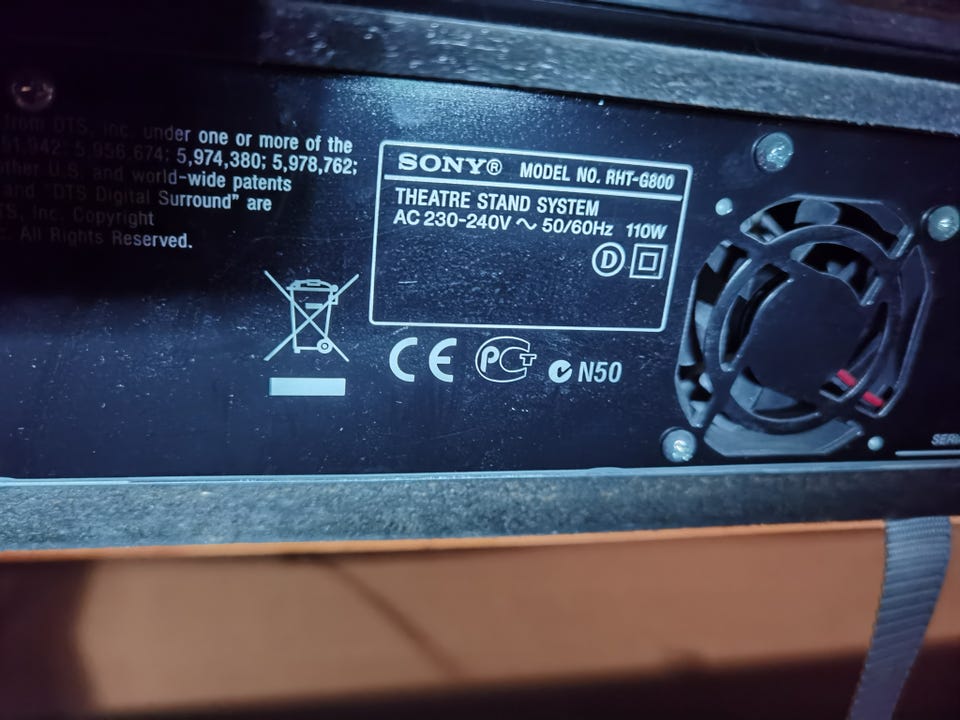 from DTS, Inc. under one or more of the
5,956,674; 5,974,380; 5,978,762;
other U.S. and world-wide patents
and "DTS Digital Surround" are
DTS, Inc. Copyright
All Rights Reserved.
SONY® MODEL NO. RHT-G800
THEATRE STAND SYSTEM
AC 230-240V ~ 50/60Hz 110W
D
CE PCT N50